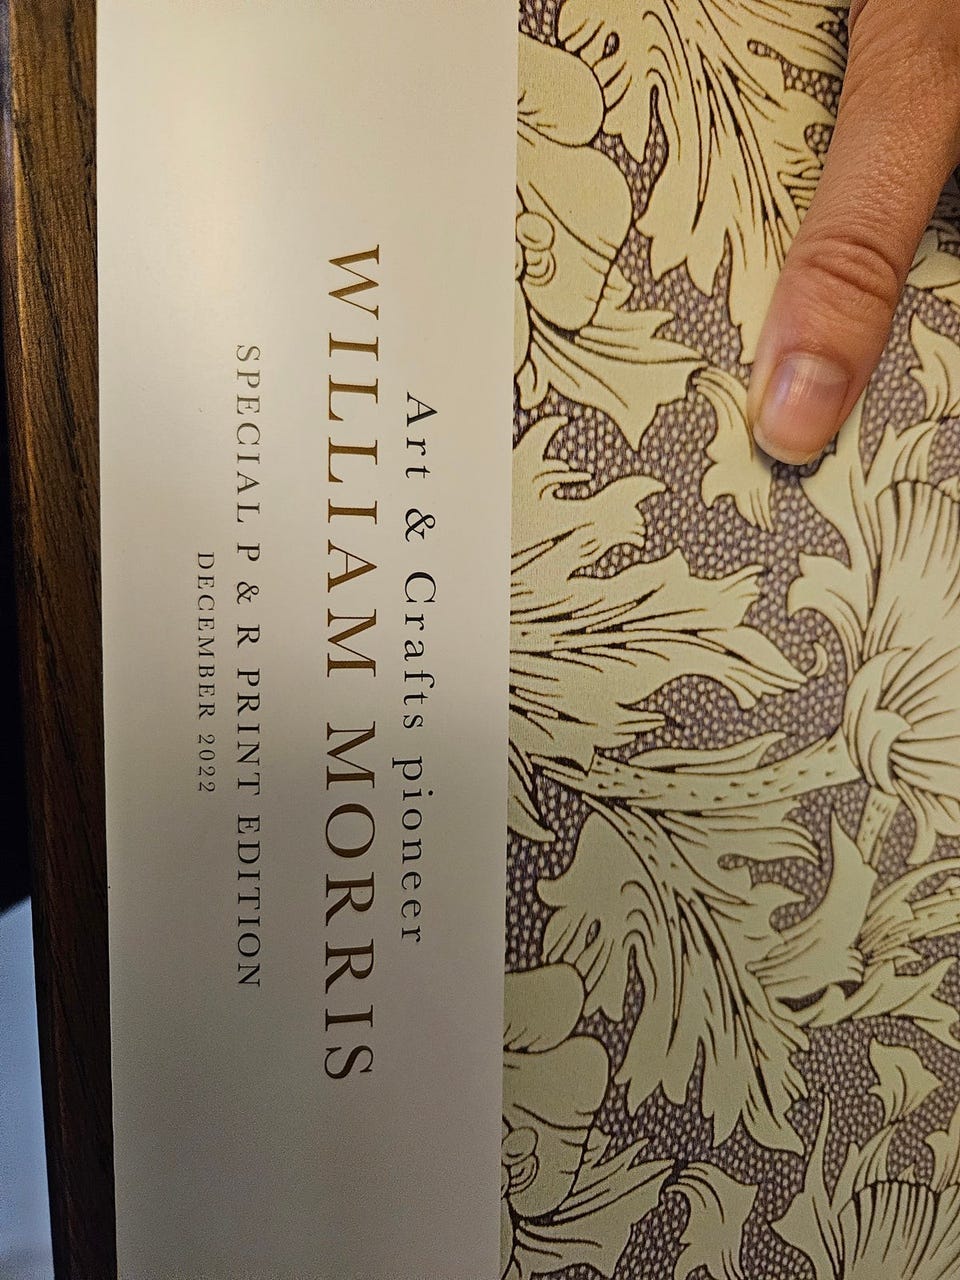 Art & Crafts pioneer
WILLIAM MORRIS
SPECIAL P & R PRINT EDITION
DECEMBER 2022